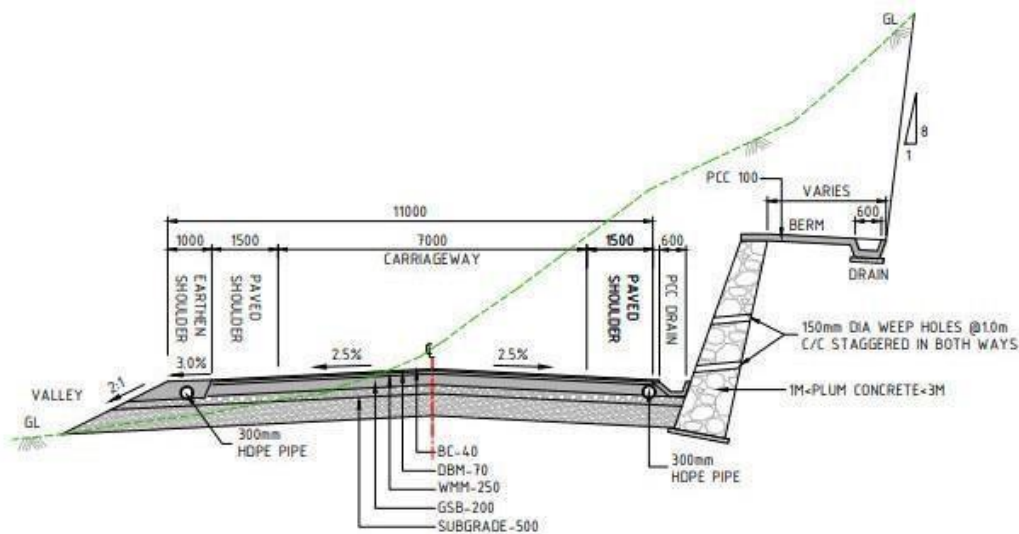 GL
8
1
PCC 100
VARIES
600
BERM
DRAIN
11000
1000
1500
7000
1500
600
CARRIAGEWAY
EARTHEN
SHOULDER
PAVED
SHOULDER
PAVED
SHOULDER
PCC DRAIN
150mm DIA WEEP HOLES @1.0m
C/C STAGGERED IN BOTH WAYS
3.0%
2.5%
℄
2.5%
VALLEY
2:1
1M<PLUM CONCRETE<3M
GL
300mm
HDPE PIPE
300mm
HDPE PIPE
BC-40
DBM-70
WMM-250
GSB-200
SUBGRADE-500